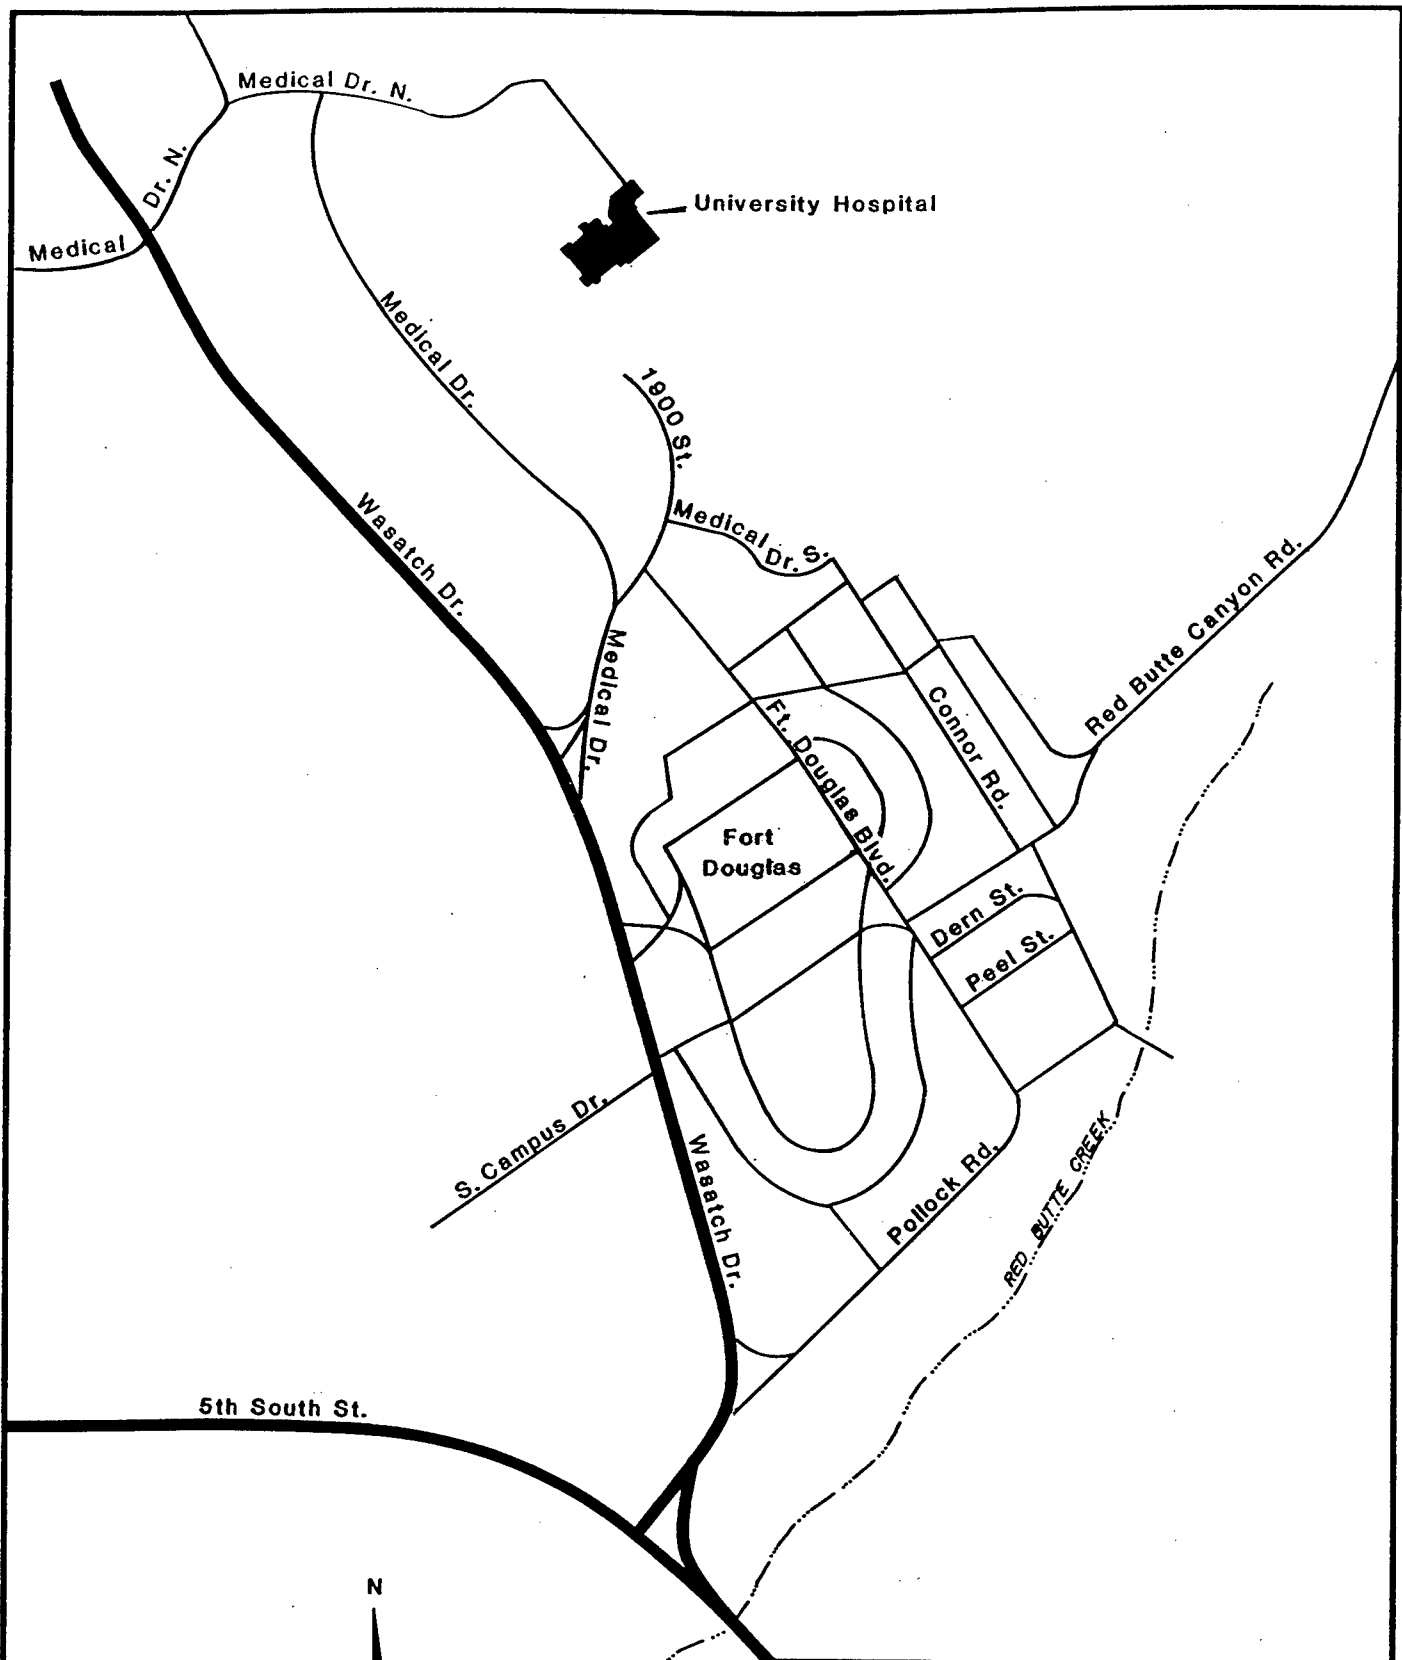 Medical Dr. N.
Dr. N.
Medical
University Hospital
Medical Dr.
1900 St.
Wasatch Dr.
Medical
Dr. S.
Red Butte Canyon Rd.
Medical Dr.
Connor Rd.
Ft. Douglas Blvd.
Fort
Douglas
Dern St.
Peel St.
S. Campus Dr.
Wasatch Dr.
Pollock Rd.
RED BUTTE CREEK
5th South St.
N